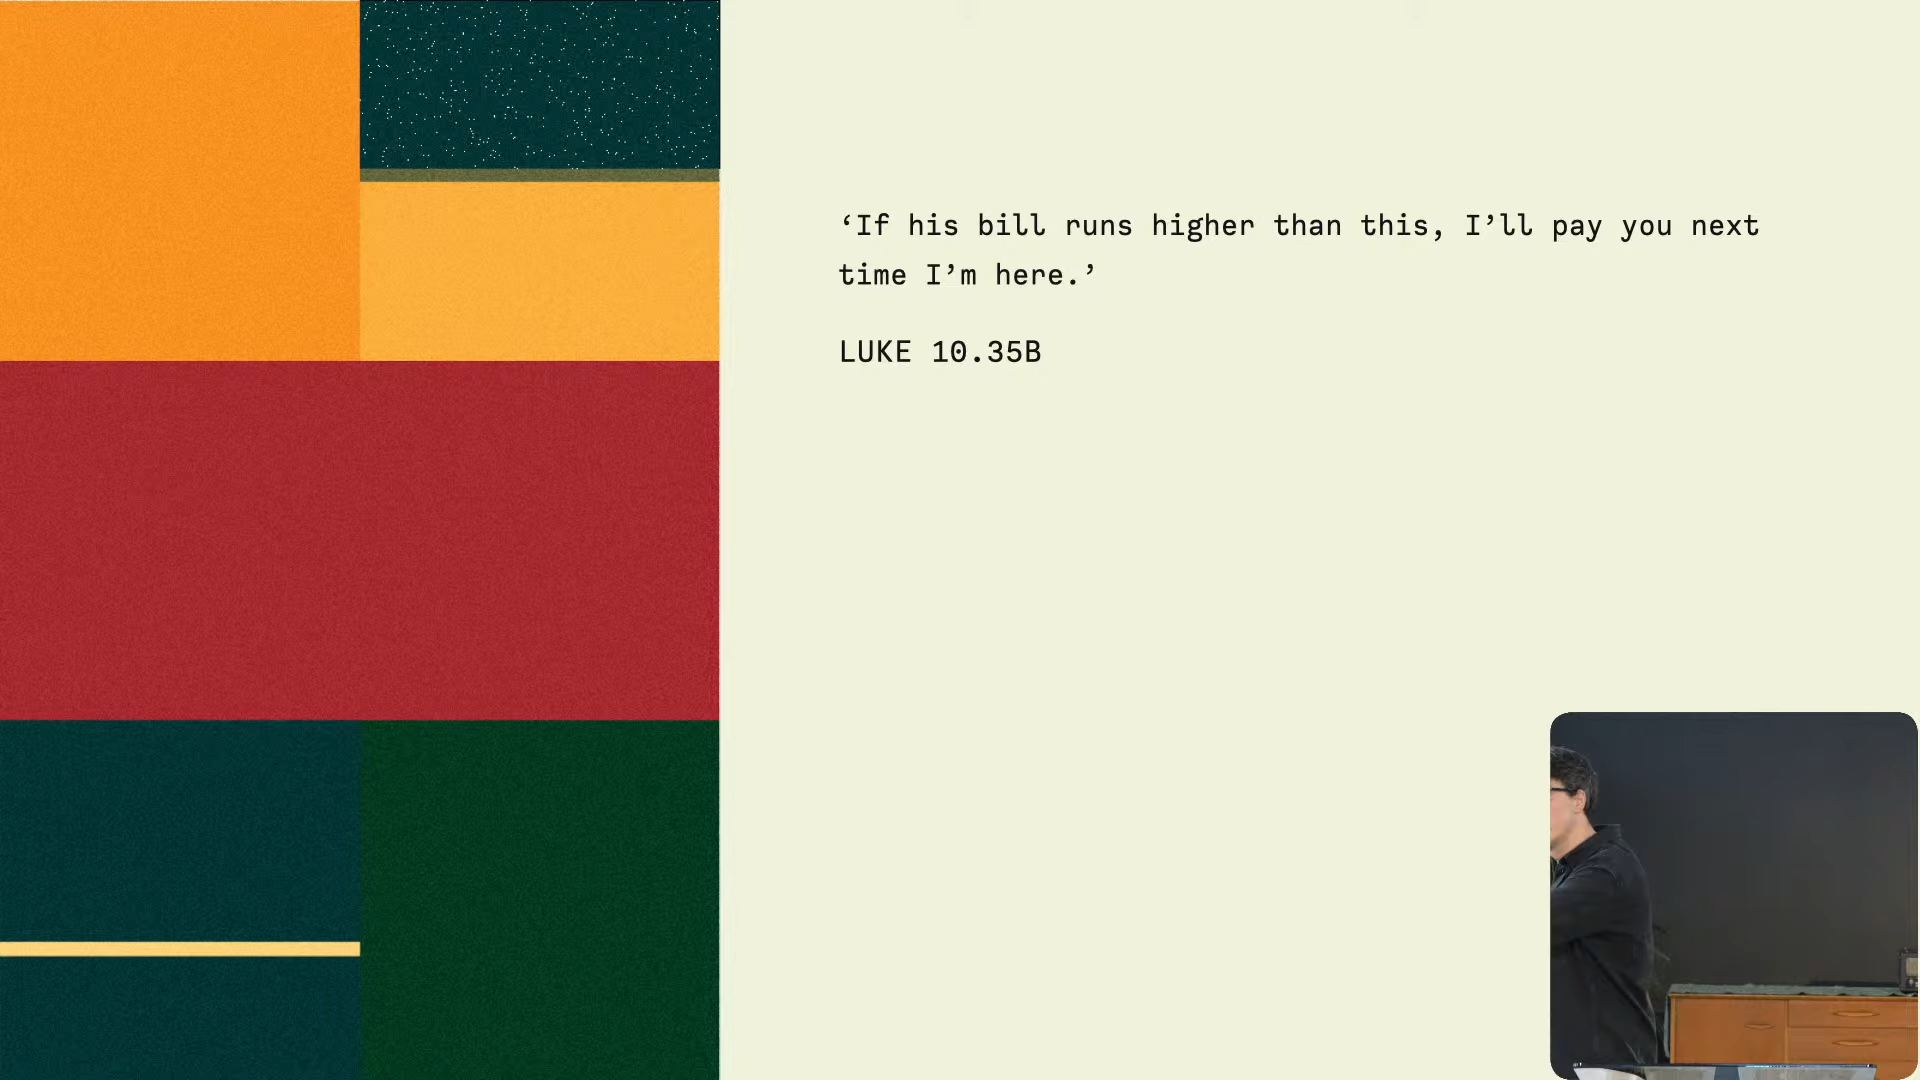 ‘If his bill runs higher than this, I’ll pay you next
time I’m here.’
LUKE 10.35B